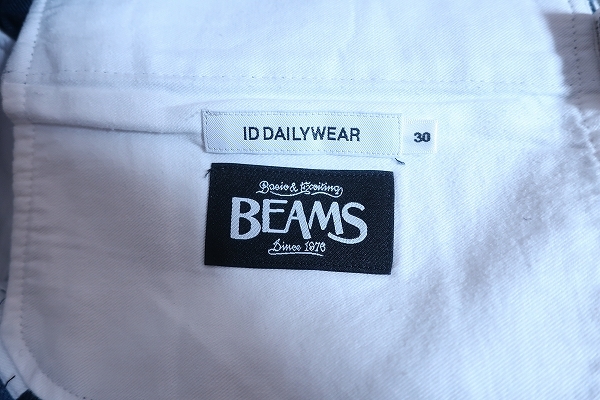 ID DAILYWEAR
30
Basic & Exciting
BEAMS
Since 1976